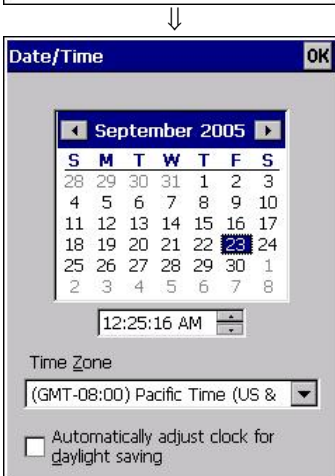 ⇓
Date/Time OK
September 2005
S M T W T F S
28 29 30 31 1 2 3
4 5 6 7 8 9 10
11 12 13 14 15 16 17
18 19 20 21 22 23 24
25 26 27 28 29 30 1
2 3 4 5 6 7 8
12:25:16 AM
Time Zone
(GMT-08:00) Pacific Time (US &
Automatically adjust clock for
daylight saving